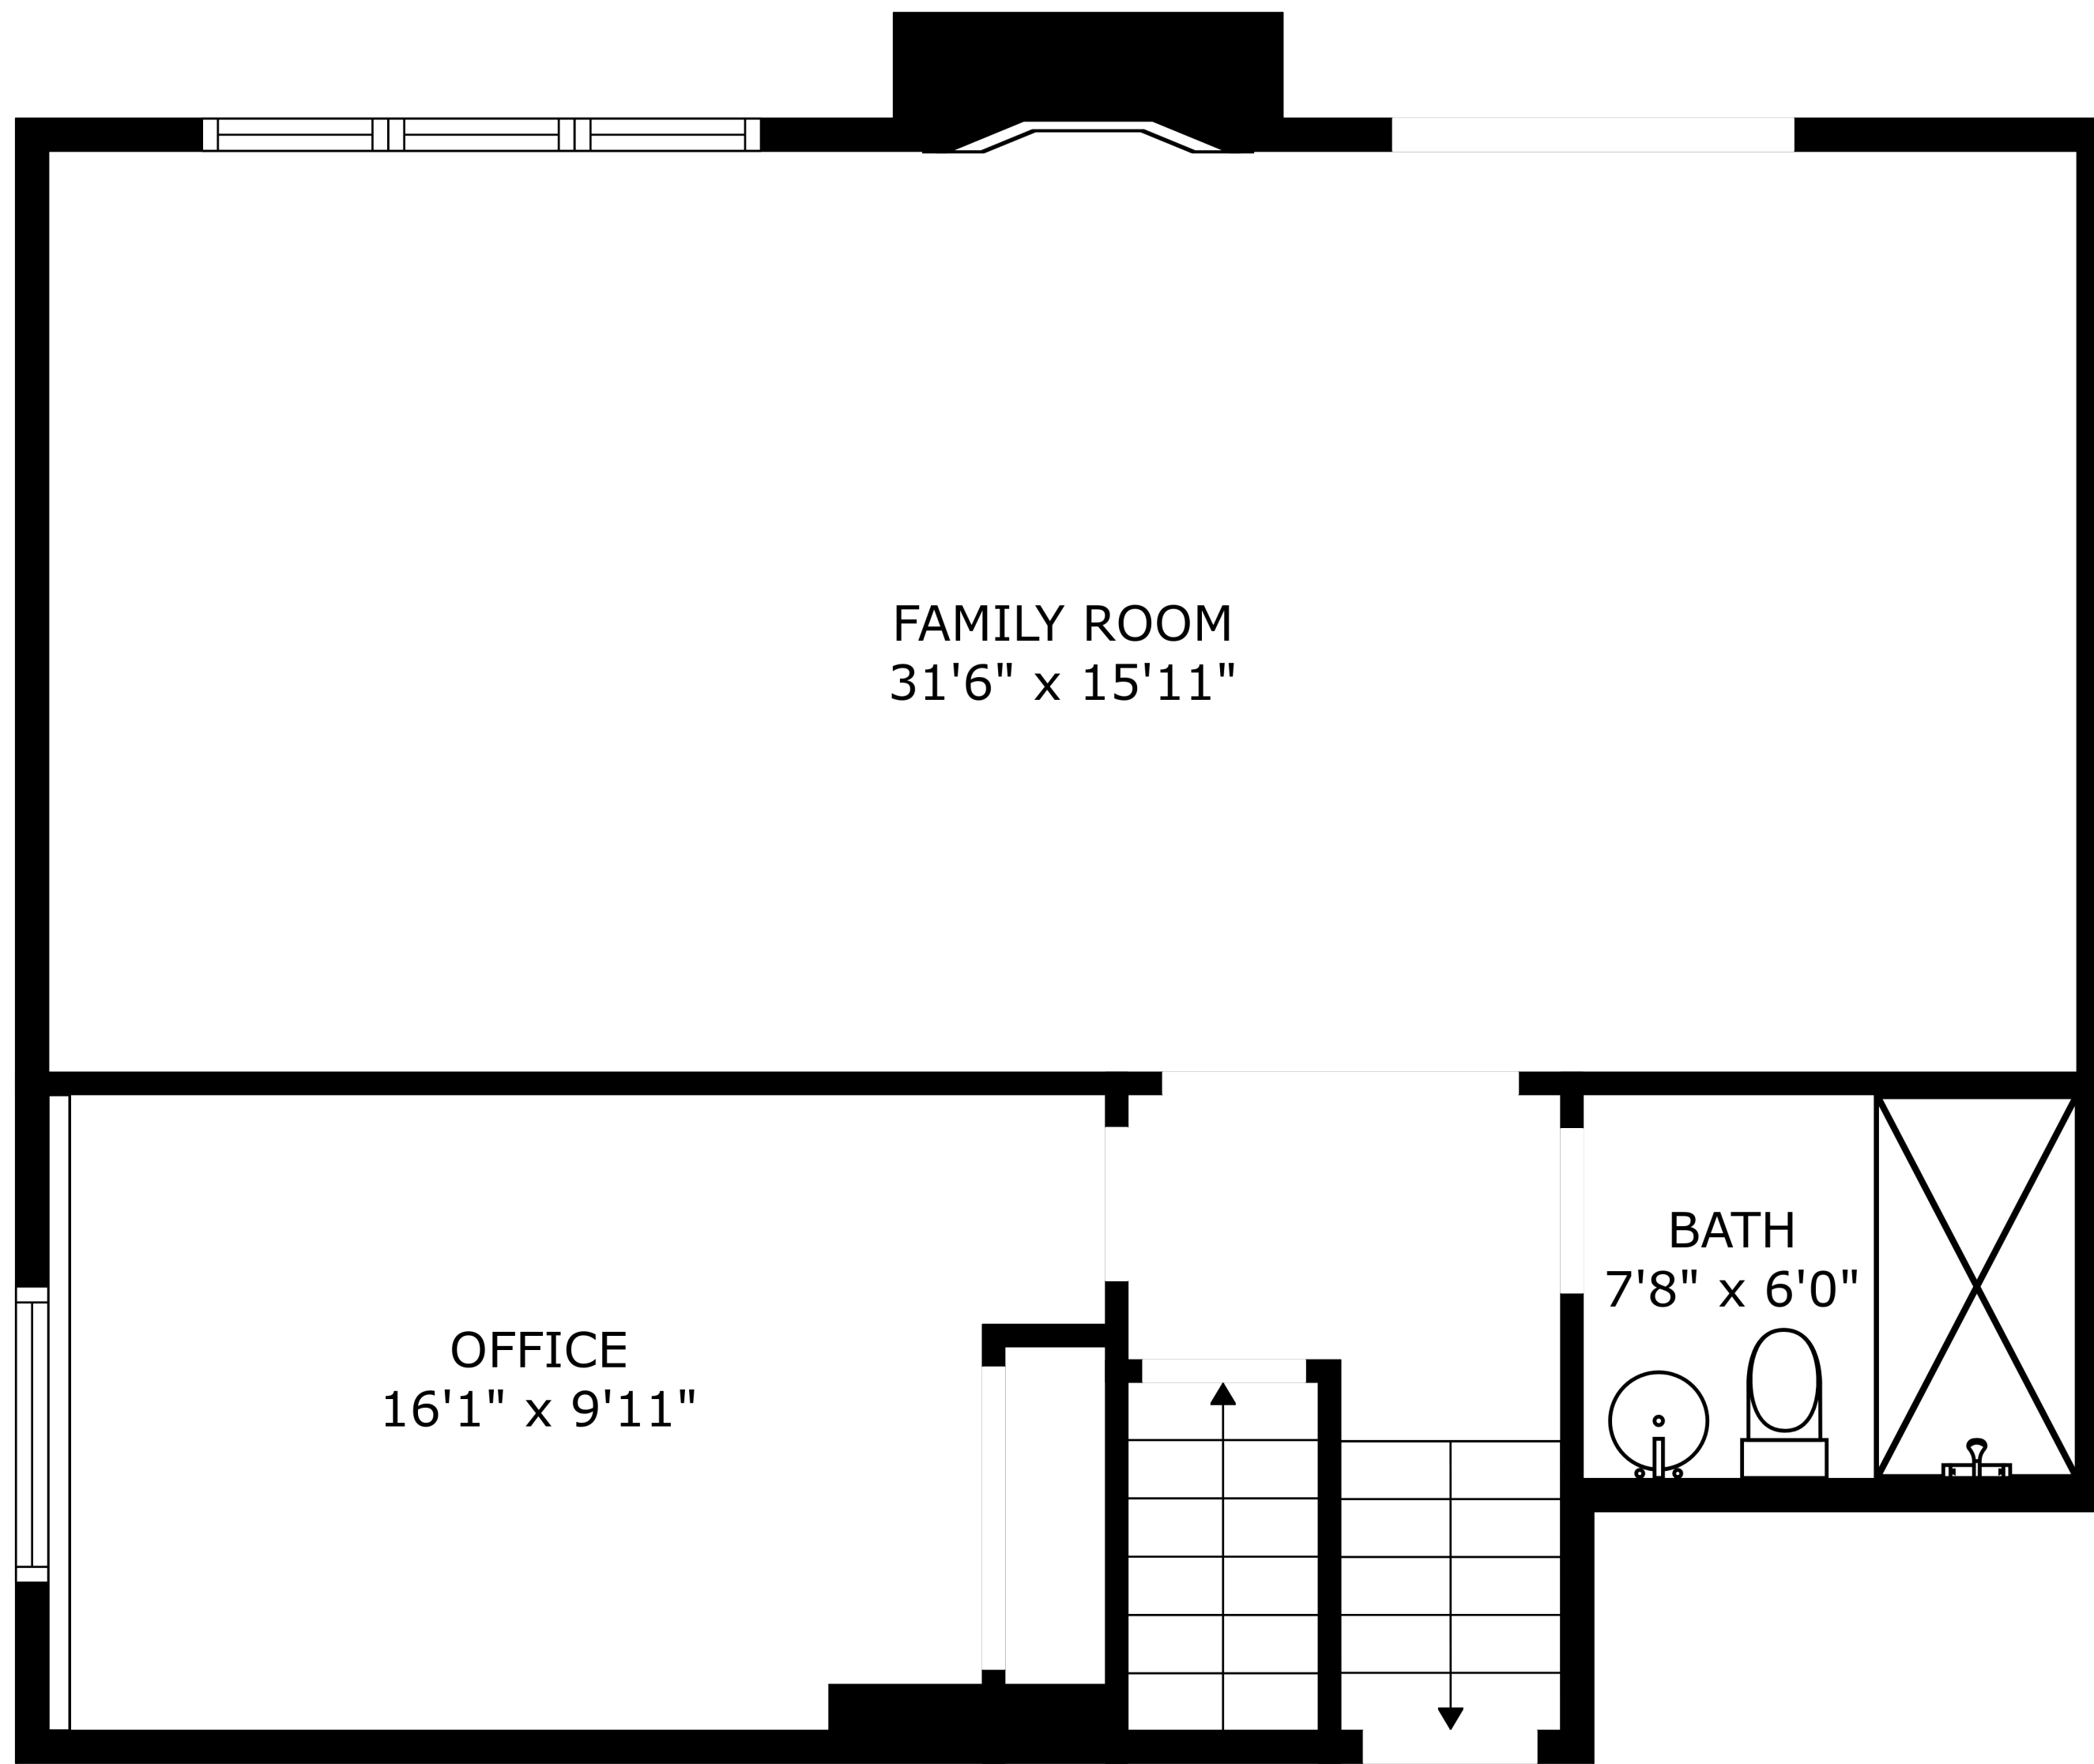 FAMILY ROOM
31'6" x 15'11"
BATH
7'8" x 6'0"
OFFICE
16'1" x 9'11"